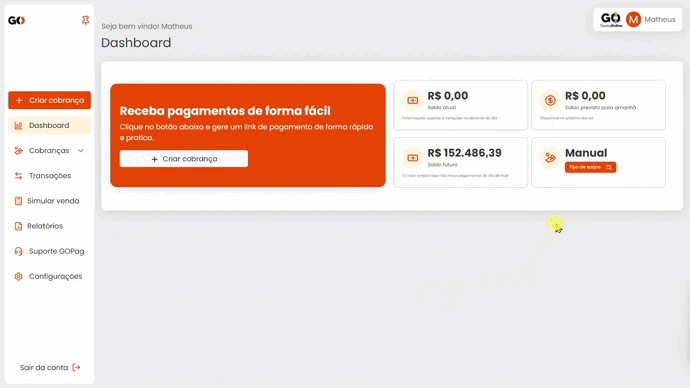 GO
Seja bem vindo! Matheus
Dashboard
GO
GestãoOnline
M
Matheus
Criar cobrança
Dashboard
Cobranças
Transações
Simular venda
Relatórios
Suporte GOPag
Configurações
Sair da conta
Receba pagamentos de forma fácil
Clique no botão abaixo e gere um link de pagamento de forma rápida
e pratica.
Criar cobrança
R$ 0,00
Saldo atual
*Informações sujeitas a variações no decorrer do dia
R$ 0,00
Saldo previsto para amanhã
*Disponível no próximo dia útil
R$ 152.486,39
Saldo futuro
*O valor exibido aqui não inclui pagamentos do dia de hoje
Manual
Tipo de saque